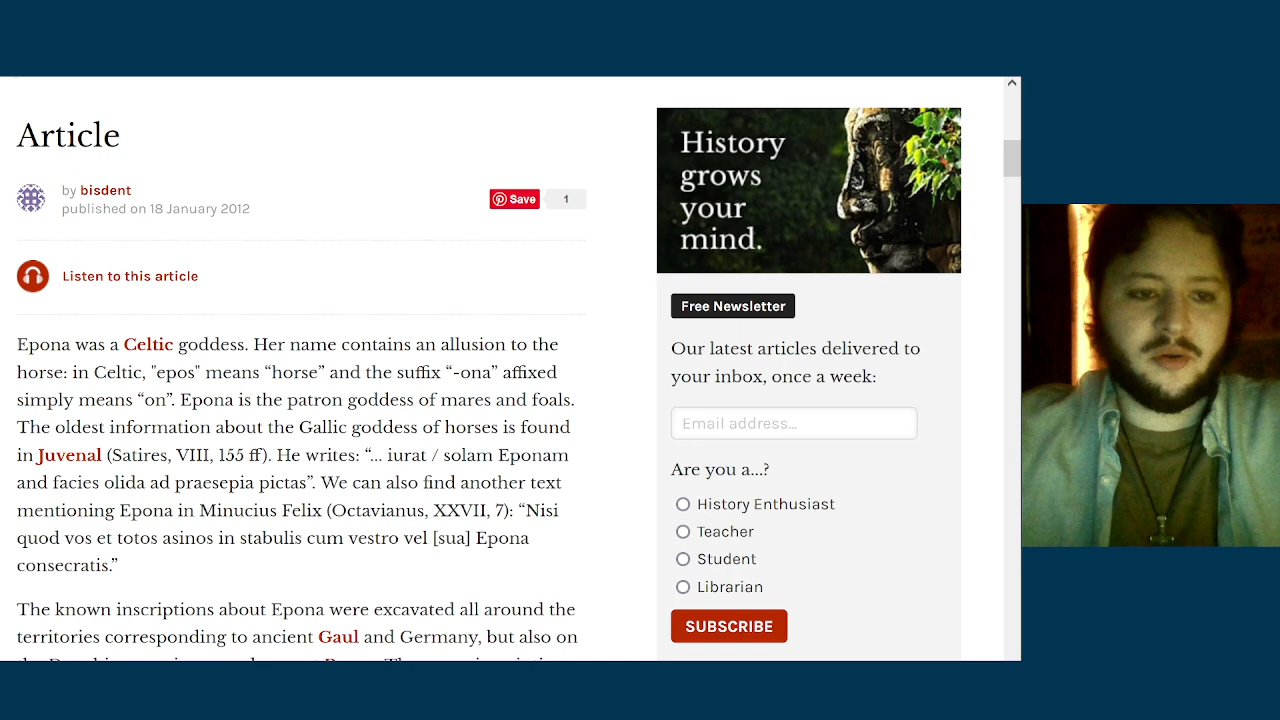 Article
by bisdent
published on 18 January 2012
Save
1
Listen to this article
Epona was a Celtic goddess. Her name contains an allusion to the
horse: in Celtic, "epos" means “horse” and the suffix “-ona” affixed
simply means “on”. Epona is the patron goddess of mares and foals.
The oldest information about the Gallic goddess of horses is found
in Juvenal (Satires, VIII, 155 ff). He writes: “... iurat / solam Eponam
and facies olida ad praesepia pictas”. We can also find another text
mentioning Epona in Minucius Felix (Octavianus, XXVII, 7): “Nisi
quod vos et totos asinos in stabulis cum vestro vel [sua] Epona
consecratis.”
The known inscriptions about Epona were excavated all around the
territories corresponding to ancient Gaul and Germany, but also on
History
grows
your
mind.
Free Newsletter
Our latest articles delivered to
your inbox, once a week:
Email address...
Are you a...?
History Enthusiast
Teacher
Student
Librarian
SUBSCRIBE